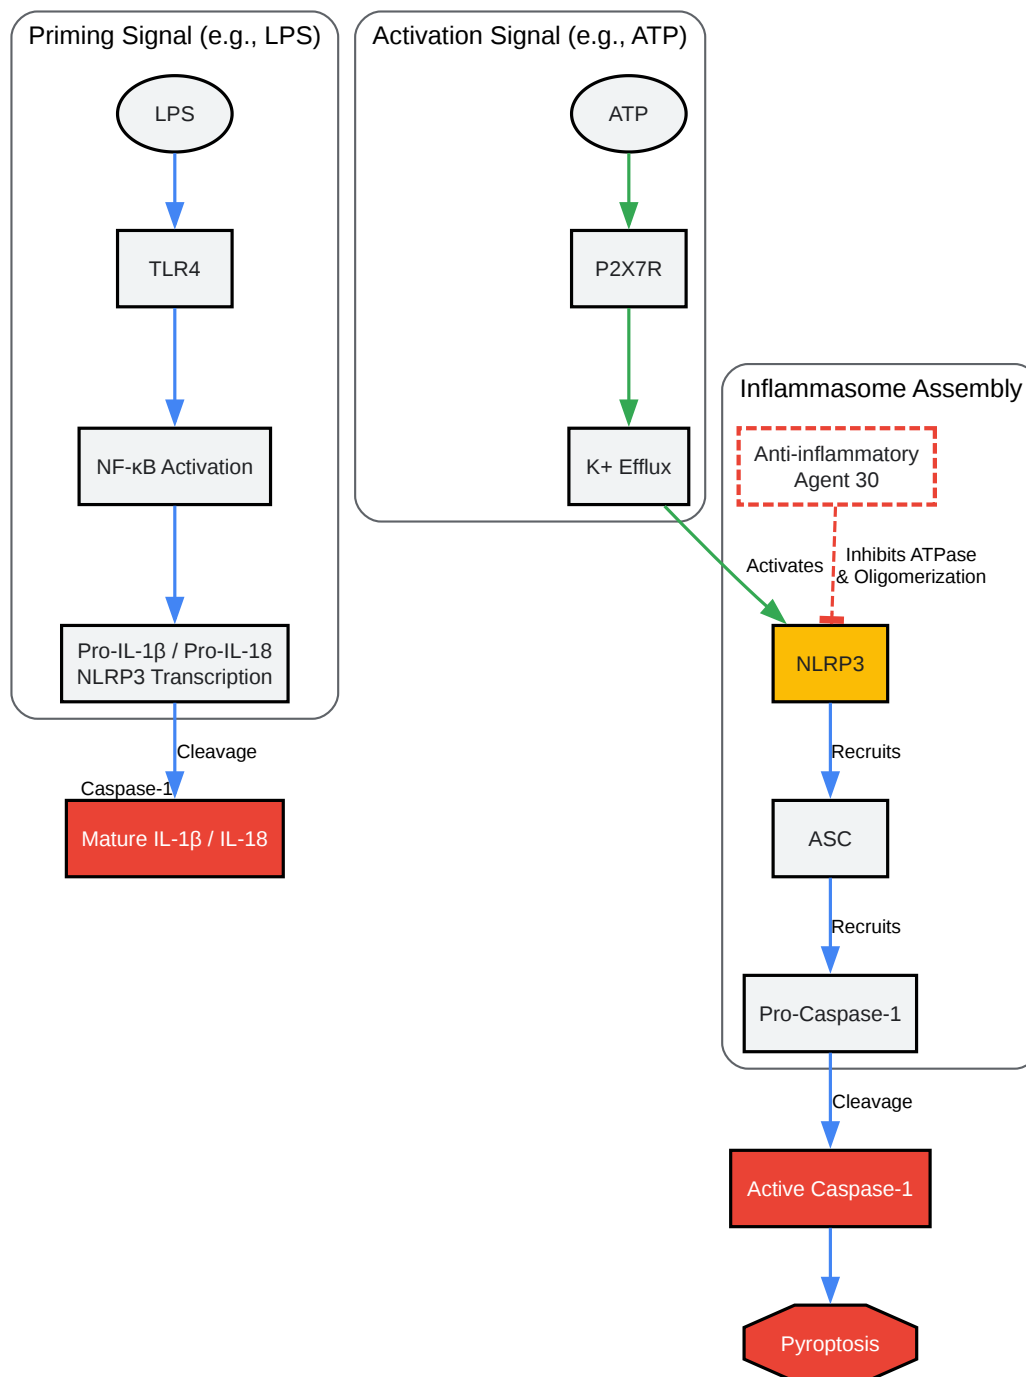 Priming Signal (e.g., LPS)
LPS
TLR4
NF-κB Activation
Pro-IL-1β / Pro-IL-18
NLRP3 Transcription
Cleavage
Caspase-1
Mature IL-1β / IL-18
Activation Signal (e.g., ATP)
ATP
P2X7R
K+ Efflux
Activates
Inflammasome Assembly
Anti-inflammatory
Agent 30
Inhibits ATPase
& Oligomerization
NLRP3
Recruits
ASC
Recruits
Pro-Caspase-1
Cleavage
Active Caspase-1
Pyroptosis